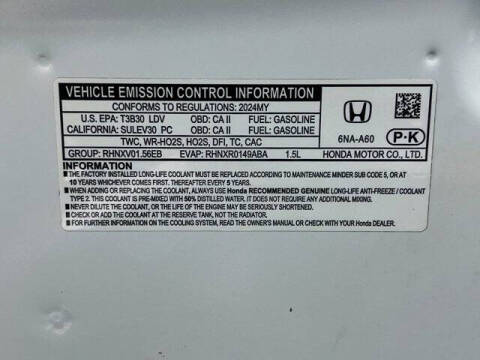 VEHICLE EMISSION CONTROL INFORMATION
CONFORMS TO REGULATIONS: 2024MY
U.S. EPA: T3B30 LDV OBD: CA II FUEL: GASOLINE
CALIFORNIA: SULEV30 PC OBD: CA II FUEL: GASOLINE
TWC, WR-HO2S, HO2S, DFI, TC, CAC
GROUP: RHNXV01.56EB EVAP: RHNXR0149ABA 1.5L
6NA-A60 P·K
HONDA MOTOR CO., LTD.
IMPORTANT INFORMATION
■ THE FACTORY INSTALLED LONG-LIFE COOLANT MUST BE REPLACED ACCORDING TO MAINTENANCE MINDER SUB CODE 5, OR AT
10 YEARS WHICHEVER COMES FIRST. THEREAFTER EVERY 5 YEARS.
■ WHEN ADDING OR REPLACING THE COOLANT, ALWAYS USE Honda RECOMMENDED GENUINE LONG-LIFE ANTI-FREEZE / COOLANT
TYPE 2. THIS COOLANT IS PRE-MIXED WITH 50% DISTILLED WATER. IT DOES NOT REQUIRE ANY ADDITIONAL MIXING.
■ NEVER DILUTE THE COOLANT, OR THE LIFE OF THE ENGINE MAY BE SERIOUSLY SHORTENED.
■ CHECK OR ADD THE COOLANT AT THE RESERVE TANK, NOT THE RADIATOR.
■ FOR FURTHER INFORMATION ON THE COOLING SYSTEM, READ THE OWNER'S MANUAL OR CHECK WITH YOUR Honda DEALER.